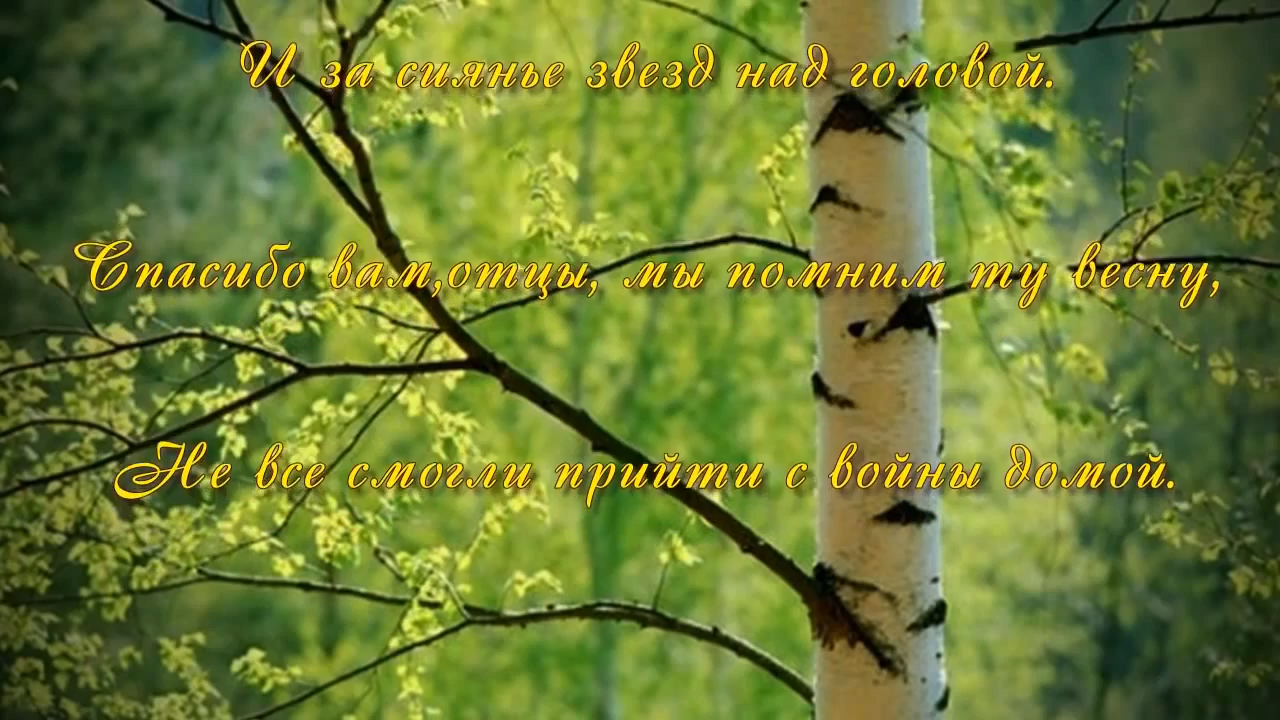 И за сиянье звезд над головой.
Спасибо вам,отцы, мы помним ту весну,
Не все смогли прийти с войны домой.